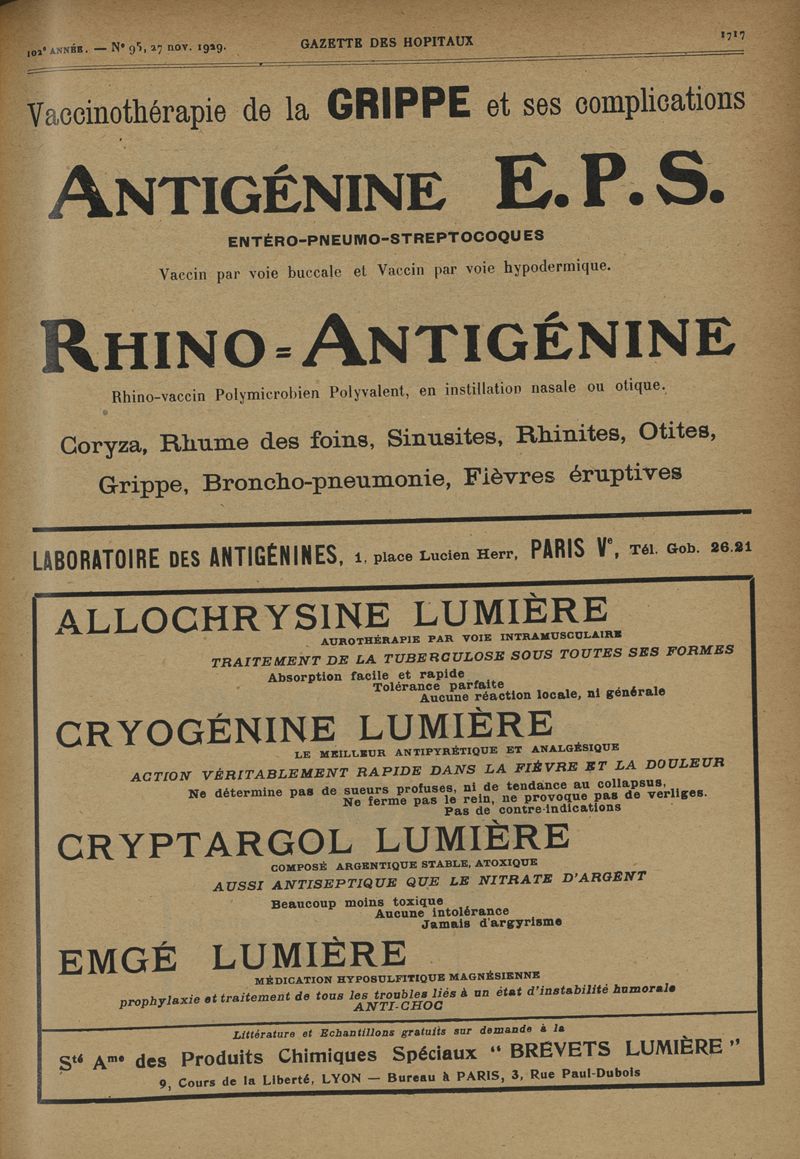 102e ANNÉE. — N° 95, 27 nov. 1929.
GAZETTE DES HOPITAUX
1717
Vaccinothérapie de la GRIPPE et ses complications
ANTIGÉNINE E.P.S.
ENTÉRO-PNEUMO-STREPTOCOQUES
Vaccin par voie buccale et Vaccin par voie hypodermique.
RHINO=ANTIGÉNINE
Rhino-vaccin Polymicrobien Polyvalent, en instillation nasale ou otique.
Coryza, Rhume des foins, Sinusites, Rhinites, Otites,
Grippe, Broncho-pneumonie, Fièvres éruptives
LABORATOIRE DES ANTIGÉNINES, 1, place Lucien Herr, PARIS Ve, Tél. Gob. 26.21
ALLOCHRYSINE LUMIÈRE
AUROTHÉRAPIE PAR VOIE INTRAMUSCULAIRE
TRAITEMENT DE LA TUBERCULOSE SOUS TOUTES SES FORMES
Absorption facile et rapide
Tolérance parfaite
Aucune réaction locale, ni générale
CRYOGÉNINE LUMIÈRE
LE MEILLEUR ANTIPYRÉTIQUE ET ANALGÉSIQUE
ACTION VÉRITABLEMENT RAPIDE DANS LA FIÈVRE ET LA DOULEUR
Ne détermine pas de sueurs profuses, ni de tendance au collapsus,
Ne ferme pas le rein, ne provoque pas de vertiges.
Pas de contre-indications
CRYPTARGOL LUMIÈRE
COMPOSÉ ARGENTIQUE STABLE, ATOXIQUE
AUSSI ANTISEPTIQUE QUE LE NITRATE D'ARGENT
Beaucoup moins toxique
Aucune intolérance
Jamais d'argyrisme
EMGÉ LUMIÈRE
MÉDICATION HYPOSULFITIQUE MAGNÉSIENNE
prophylaxie et traitement de tous les troubles liés à un état d'instabilité humorale
ANTI-CHOC
Littérature et Echantillons gratuits sur demande à la
Sté Ame des Produits Chimiques Spéciaux "BREVETS LUMIÈRE"
9, Cours de la Liberté, LYON — Bureau à PARIS, 3, Rue Paul-Dubois